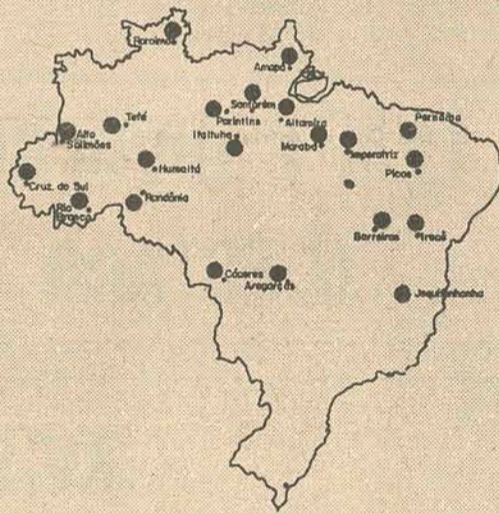 Roraima
Amapá
Santarém
Parintins
Altamira
Parnaíba
Tefé
Alto
Solimões
Itaituba
Marabá
Imperatriz
Picos
Humaitá
Cruz. do Sul
Rio
Branco
Rondônia
Barreiras
Irecê
Cáceres
Aragarças
Jequitinhonha